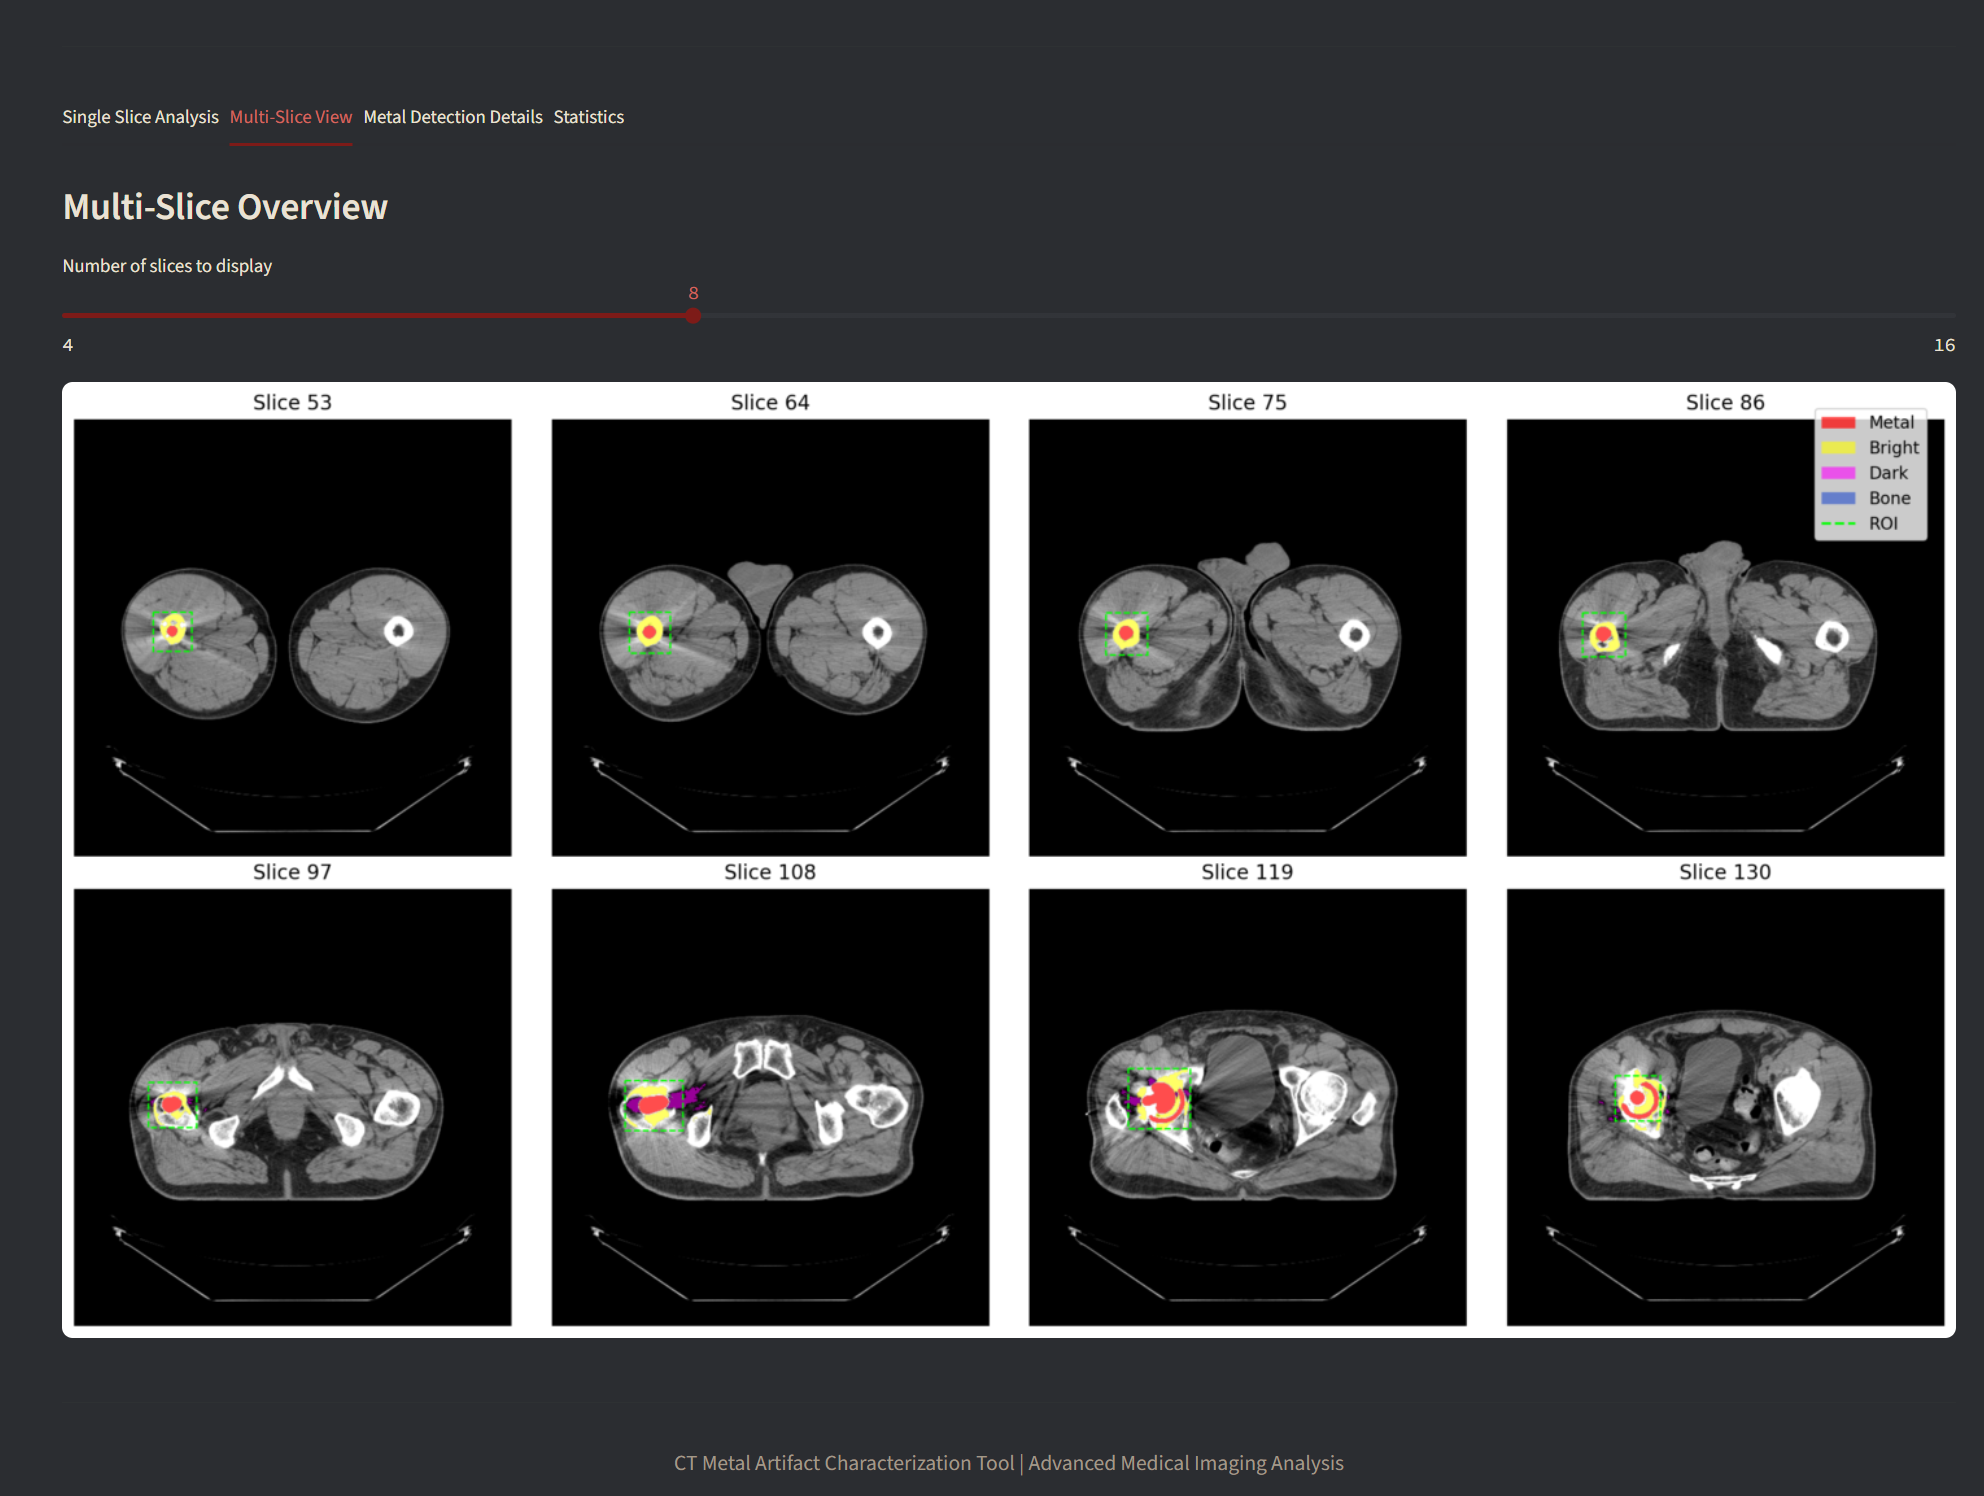 Single Slice Analysis Multi-Slice View Metal Detection Details Statistics
Multi-Slice Overview
Number of slices to display
8
4 16
Slice 53 Slice 64 Slice 75 Slice 86
Metal
Bright
Dark
Bone
ROI
Slice 97 Slice 108 Slice 119 Slice 130
CT Metal Artifact Characterization Tool | Advanced Medical Imaging Analysis